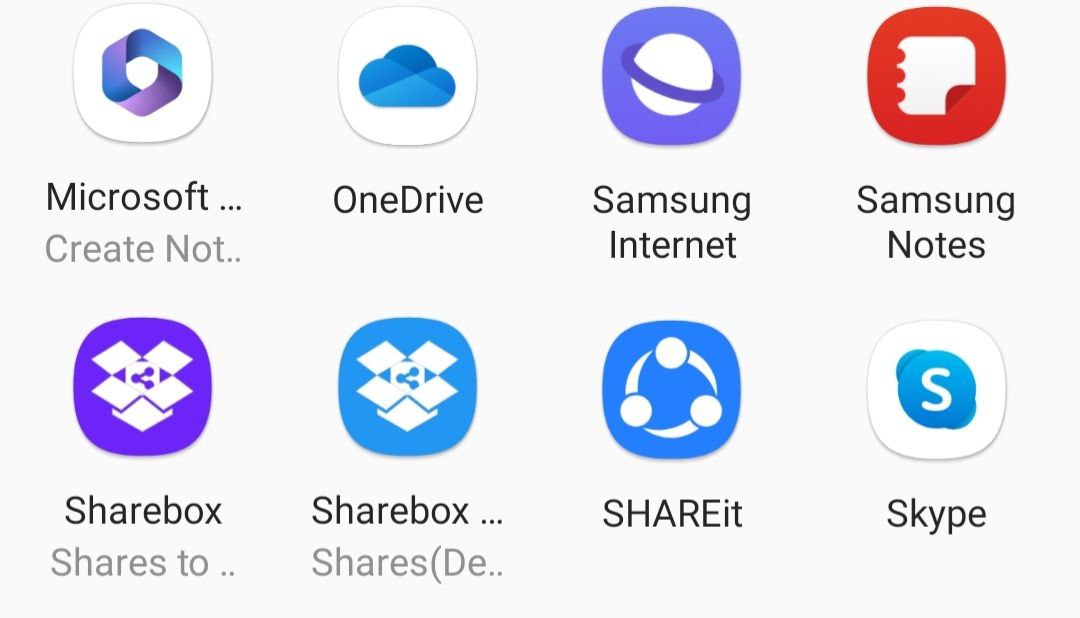 Microsoft ...
Create Not..
OneDrive
Samsung
Internet
Samsung
Notes
Sharebox
Shares to ..
Sharebox ...
Shares(De..
SHAREit
S
Skype